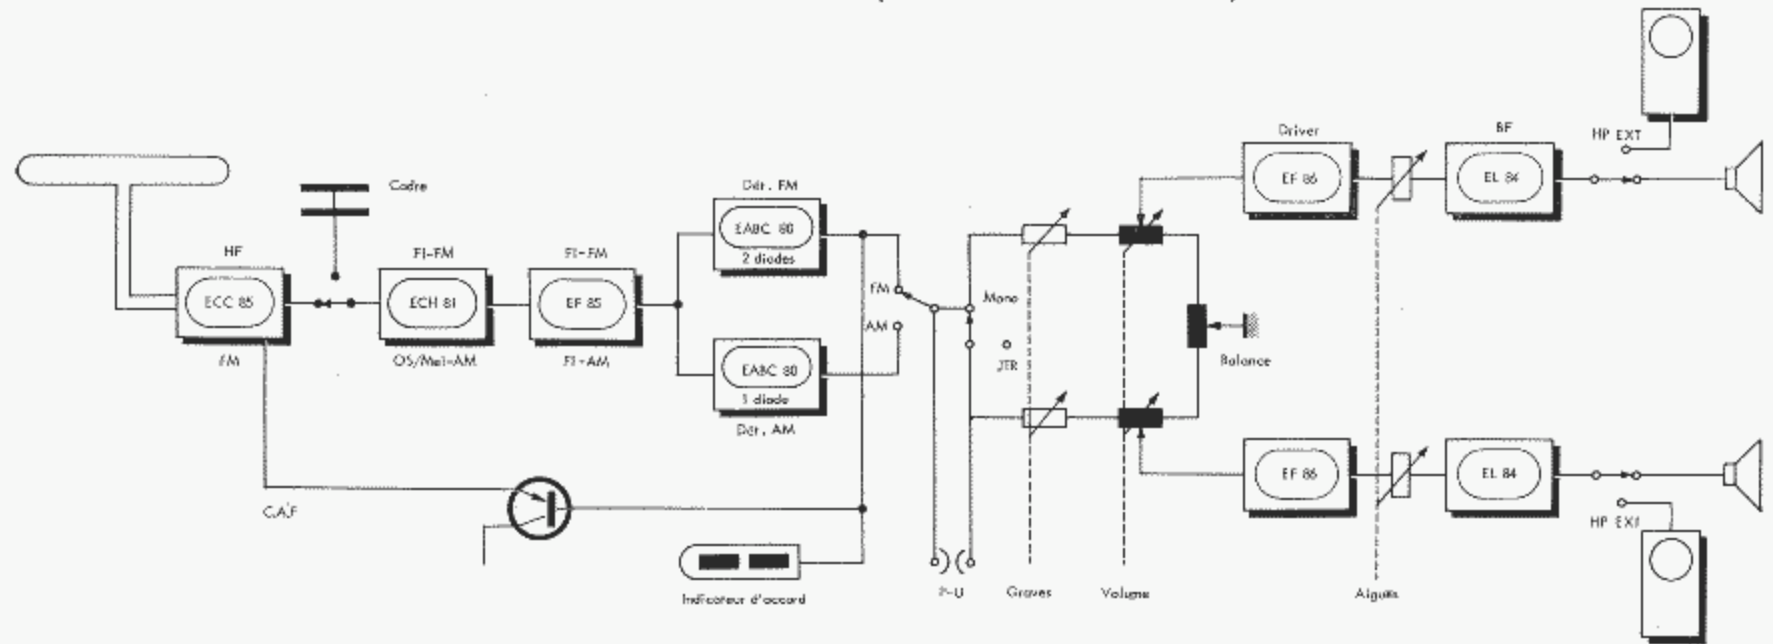 Driver
BF
HP EXT
EF 86
EL 84
Cadre
Dét. FM
EABC 80
2 diodes
HF
FI-FM
FI-FM
ECC 85
ECH 81
EF 85
FM
OS/Mel-AM
FI-AM
FM
AM
Mono
STR
Balance
EABC 80
1 diode
Dét. AM
C.A.F
Indicateur d'accord
P-U
Graves
Volume
Aiguës
EF 86
EL 84
HP EXT